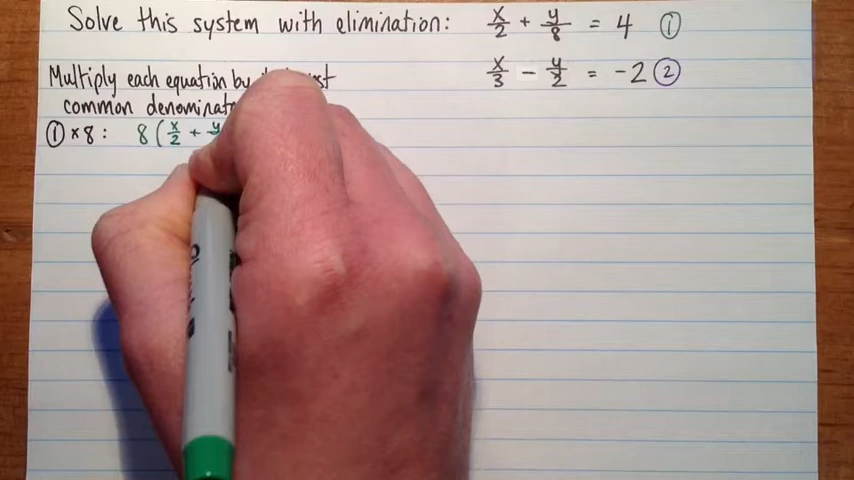 Solve this system with elimination: x/2 + y/8 = 4 ①
x/3 - y/2 = -2 ②
Multiply each equation by
common
① × 8: 8(x/2 + y